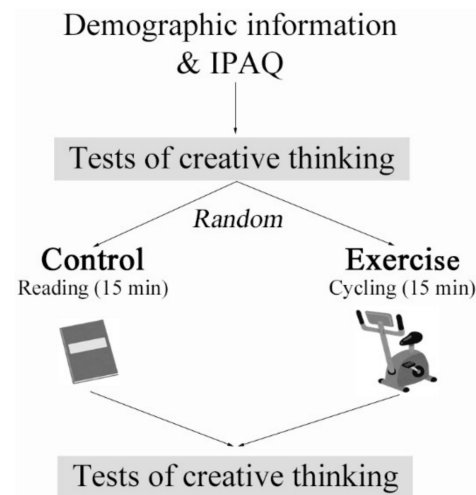 Demographic information
& IPAQ
Tests of creative thinking
Random
Control
Reading (15 min)
Exercise
Cycling (15 min)
Tests of creative thinking